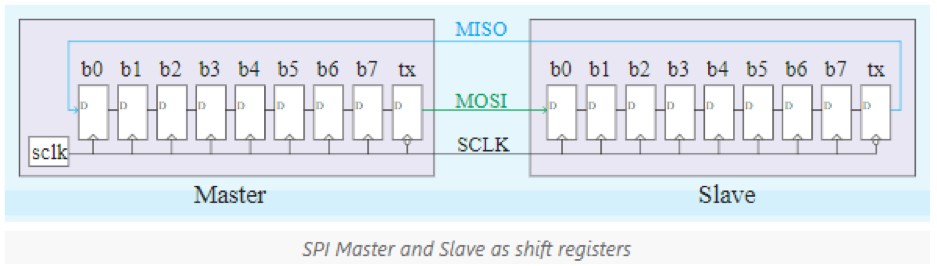 MISO
b0 b1 b2 b3 b4 b5 b6 b7 tx b0 b1 b2 b3 b4 b5 b6 b7 tx
D D D D D D D D D D D D D D D D D D
MOSI
sclk SCLK
Master Slave
SPI Master and Slave as shift registers